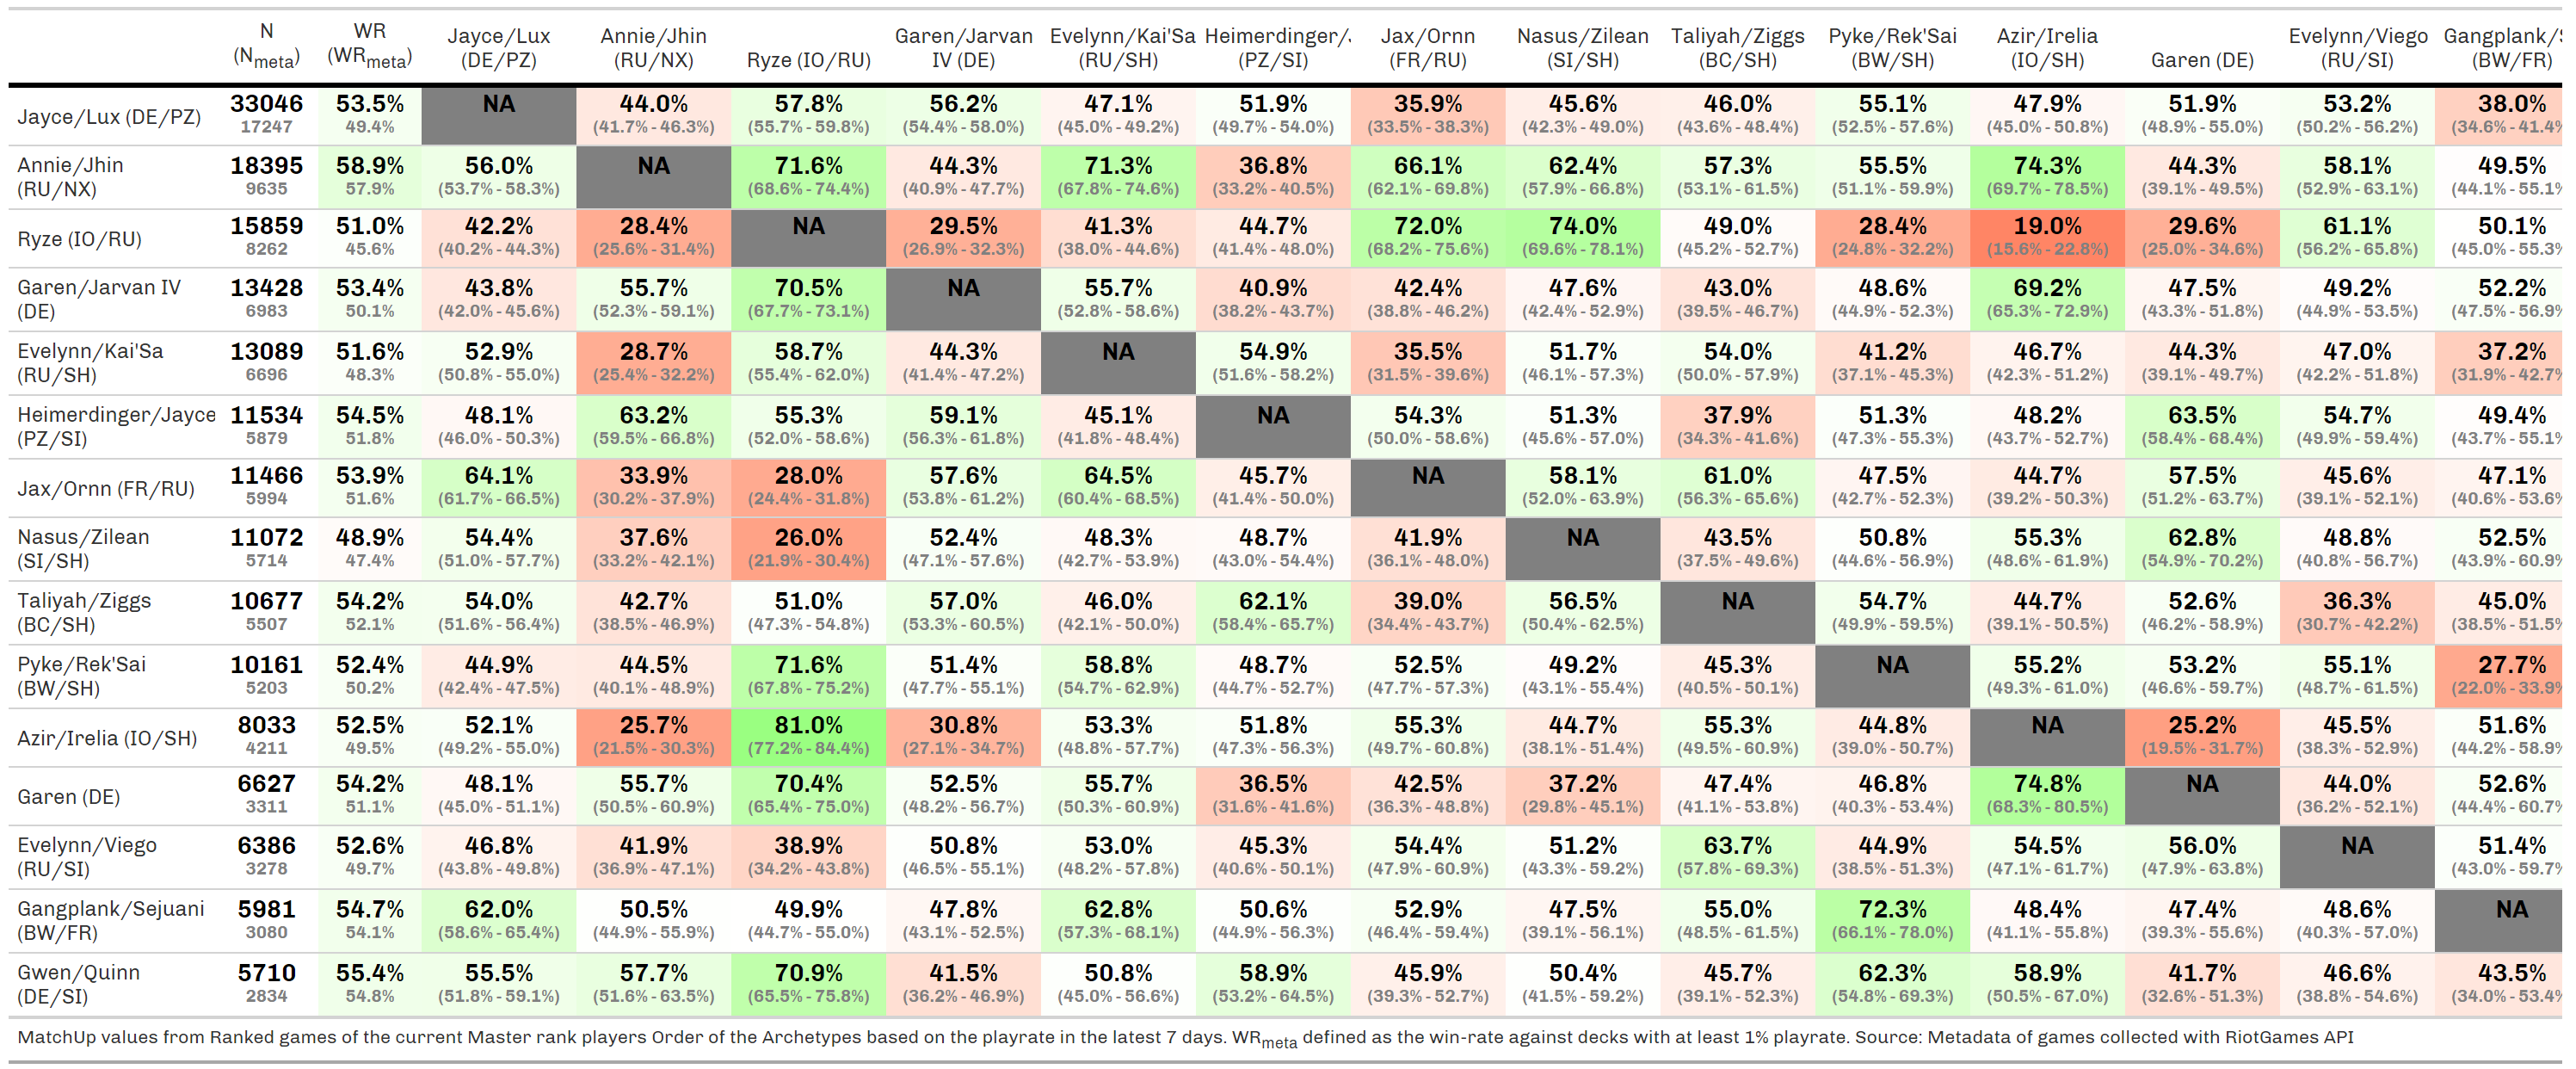 N WR Jayce/Lux Annie/Jhin Garen/Jarvan Evelynn/Kai'Sa Heimerdinger/J Jax/Ornn Nasus/Zilean Taliyah/Ziggs Pyke/Rek'Sai Azir/Irelia Evelynn/Viego Gangplank/S
(Nmeta) (WRmeta) (DE/PZ) (RU/NX) Ryze (IO/RU) IV (DE) (RU/SH) (PZ/SI) (FR/RU) (SI/SH) (BC/SH) (BW/SH) (IO/SH) Garen (DE) (RU/SI) (BW/FR)
Jayce/Lux (DE/PZ) 33046 53.5% NA 44.0% 57.8% 56.2% 47.1% 51.9% 35.9% 45.6% 46.0% 55.1% 47.9% 51.9% 53.2% 38.0%
17247 49.4% (41.7% - 46.3%) (55.7% - 59.8%) (54.4% - 58.0%) (45.0% - 49.2%) (49.7% - 54.0%) (33.5% - 38.3%) (42.3% - 49.0%) (43.6% - 48.4%) (52.5% - 57.6%) (45.0% - 50.8%) (48.9% - 55.0%) (50.2% - 56.2%) (34.6% - 41.4%
Annie/Jhin 18395 58.9% 56.0% NA 71.6% 44.3% 71.3% 36.8% 66.1% 62.4% 57.3% 55.5% 74.3% 44.3% 58.1% 49.5%
(RU/NX) 9635 57.9% (53.7% - 58.3%) (68.6% - 74.4%) (40.9% - 47.7%) (67.8% - 74.6%) (33.2% - 40.5%) (62.1% - 69.8%) (57.9% - 66.8%) (53.1% - 61.5%) (51.1% - 59.9%) (69.7% - 78.5%) (39.1% - 49.5%) (52.9% - 63.1%) (44.1% - 55.1%
Ryze (IO/RU) 15859 51.0% 42.2% 28.4% NA 29.5% 41.3% 44.7% 72.0% 74.0% 49.0% 28.4% 19.0% 29.6% 61.1% 50.1%
8262 45.6% (40.2% - 44.3%) (25.6% - 31.4%) (26.9% - 32.3%) (38.0% - 44.6%) (41.4% - 48.0%) (68.2% - 75.6%) (69.6% - 78.1%) (45.2% - 52.7%) (24.8% - 32.2%) (15.6% - 22.8%) (25.0% - 34.6%) (56.2% - 65.8%) (45.0% - 55.3%
Garen/Jarvan IV 13428 53.4% 43.8% 55.7% 70.5% NA 55.7% 40.9% 42.4% 47.6% 43.0% 48.6% 69.2% 47.5% 49.2% 52.2%
(DE) 6983 50.1% (42.0% - 45.6%) (52.3% - 59.1%) (67.7% - 73.1%) (52.8% - 58.6%) (38.2% - 43.7%) (38.8% - 46.2%) (42.4% - 52.9%) (39.5% - 46.7%) (44.9% - 52.3%) (65.3% - 72.9%) (43.3% - 51.8%) (44.9% - 53.5%) (47.5% - 56.9%
Evelynn/Kai'Sa 13089 51.6% 52.9% 28.7% 58.7% 44.3% NA 54.9% 35.5% 51.7% 54.0% 41.2% 46.7% 44.3% 47.0% 37.2%
(RU/SH) 6696 48.3% (50.8% - 55.0%) (25.4% - 32.2%) (55.4% - 62.0%) (41.4% - 47.2%) (51.6% - 58.2%) (31.5% - 39.6%) (46.1% - 57.3%) (50.0% - 57.9%) (37.1% - 45.3%) (42.3% - 51.2%) (39.1% - 49.7%) (42.2% - 51.8%) (31.9% - 42.7%
Heimerdinger/Jayce 11534 54.5% 48.1% 63.2% 55.3% 59.1% 45.1% NA 54.3% 51.3% 37.9% 51.3% 48.2% 63.5% 54.7% 49.4%
(PZ/SI) 5879 51.8% (46.0% - 50.3%) (59.5% - 66.8%) (52.0% - 58.6%) (56.3% - 61.8%) (41.8% - 48.4%) (50.0% - 58.6%) (45.6% - 57.0%) (34.3% - 41.6%) (47.3% - 55.3%) (43.7% - 52.7%) (58.4% - 68.4%) (49.9% - 59.4%) (43.7% - 55.1%
Jax/Ornn (FR/RU) 11466 53.9% 64.1% 33.9% 28.0% 57.6% 64.5% 45.7% NA 58.1% 61.0% 47.5% 44.7% 57.5% 45.6% 47.1%
5994 51.6% (61.7% - 66.5%) (30.2% - 37.9%) (24.4% - 31.8%) (53.8% - 61.2%) (60.4% - 68.5%) (41.4% - 50.0%) (52.0% - 63.9%) (56.3% - 65.6%) (42.7% - 52.3%) (39.2% - 50.3%) (51.2% - 63.7%) (39.1% - 52.1%) (40.6% - 53.6%
Nasus/Zilean 11072 48.9% 54.4% 37.6% 26.0% 52.4% 48.3% 48.7% 41.9% NA 43.5% 50.8% 55.3% 62.8% 48.8% 52.5%
(SI/SH) 5714 47.4% (51.0% - 57.7%) (33.2% - 42.1%) (21.9% - 30.4%) (47.1% - 57.6%) (42.7% - 53.9%) (43.0% - 54.4%) (36.1% - 48.0%) (37.5% - 49.6%) (44.6% - 56.9%) (48.6% - 61.9%) (54.9% - 70.2%) (40.8% - 56.7%) (43.9% - 60.9%
Taliyah/Ziggs 10677 54.2% 54.0% 42.7% 51.0% 57.0% 46.0% 62.1% 39.0% 56.5% NA 54.7% 44.7% 52.6% 36.3% 45.0%
(BC/SH) 5507 52.1% (51.6% - 56.4%) (38.5% - 46.9%) (47.3% - 54.8%) (53.3% - 60.5%) (42.1% - 50.0%) (58.4% - 65.7%) (34.4% - 43.7%) (50.4% - 62.5%) (49.9% - 59.5%) (39.1% - 50.5%) (46.2% - 58.9%) (30.7% - 42.2%) (38.5% - 51.5%
Pyke/Rek'Sai 10161 52.4% 44.9% 44.5% 71.6% 51.4% 58.8% 48.7% 52.5% 49.2% 45.3% NA 55.2% 53.2% 55.1% 27.7%
(BW/SH) 5203 50.2% (42.4% - 47.5%) (40.1% - 48.9%) (67.8% - 75.2%) (47.7% - 55.1%) (54.7% - 62.9%) (44.7% - 52.7%) (47.7% - 57.3%) (43.1% - 55.4%) (40.5% - 50.1%) (49.3% - 61.0%) (46.6% - 59.7%) (48.7% - 61.5%) (22.0% - 33.9%
Azir/Irelia (IO/SH) 8033 52.5% 52.1% 25.7% 81.0% 30.8% 53.3% 51.8% 55.3% 44.7% 55.3% 44.8% NA 25.2% 45.5% 51.6%
4211 49.5% (49.2% - 55.0%) (21.5% - 30.3%) (77.2% - 84.4%) (27.1% - 34.7%) (48.8% - 57.7%) (47.3% - 56.3%) (49.7% - 60.8%) (38.1% - 51.4%) (49.5% - 60.9%) (39.0% - 50.7%) (19.5% - 31.7%) (38.3% - 52.9%) (44.2% - 58.9%
Garen (DE) 6627 54.2% 48.1% 55.7% 70.4% 52.5% 55.7% 36.5% 42.5% 37.2% 47.4% 46.8% 74.8% NA 44.0% 52.6%
3311 51.1% (45.0% - 51.1%) (50.5% - 60.9%) (65.4% - 75.0%) (48.2% - 56.7%) (50.3% - 60.9%) (31.6% - 41.6%) (36.3% - 48.8%) (29.8% - 45.1%) (41.1% - 53.8%) (40.3% - 53.4%) (68.3% - 80.5%) (36.2% - 52.1%) (44.4% - 60.7%
Evelynn/Viego 6386 52.6% 46.8% 41.9% 38.9% 50.8% 53.0% 45.3% 54.4% 51.2% 63.7% 44.9% 54.5% 56.0% NA 51.4%
(RU/SI) 3278 49.7% (43.8% - 49.8%) (36.9% - 47.1%) (34.2% - 43.8%) (46.5% - 55.1%) (48.2% - 57.8%) (40.6% - 50.1%) (47.9% - 60.9%) (43.3% - 59.2%) (57.8% - 69.3%) (38.5% - 51.3%) (47.1% - 61.7%) (47.9% - 63.8%) (43.0% - 59.7%
Gangplank/Sejuani 5981 54.7% 62.0% 50.5% 49.9% 47.8% 62.8% 50.6% 52.9% 47.5% 55.0% 72.3% 48.4% 47.4% 48.6% NA
(BW/FR) 3080 54.1% (58.6% - 65.4%) (44.9% - 55.9%) (44.7% - 55.0%) (43.1% - 52.5%) (57.3% - 68.1%) (44.9% - 56.3%) (46.4% - 59.4%) (39.1% - 56.1%) (48.5% - 61.5%) (66.1% - 78.0%) (41.1% - 55.8%) (39.3% - 55.6%) (40.3% - 57.0%)
Gwen/Quinn 5710 55.4% 55.5% 57.7% 70.9% 41.5% 50.8% 58.9% 45.9% 50.4% 45.7% 62.3% 58.9% 41.7% 46.6% 43.5%
(DE/SI) 2834 54.8% (51.8% - 59.1%) (51.6% - 63.5%) (65.5% - 75.8%) (36.2% - 46.9%) (45.0% - 56.6%) (53.2% - 64.5%) (39.3% - 52.7%) (41.5% - 59.2%) (39.1% - 52.3%) (54.8% - 69.3%) (50.5% - 67.0%) (32.6% - 51.3%) (38.8% - 54.6%) (34.0% - 53.4%
MatchUp values from Ranked games of the current Master rank players Order of the Archetypes based on the playrate in the latest 7 days. WRmeta defined as the win-rate against decks with at least 1% playrate. Source: Metadata of games collected with RiotGames API